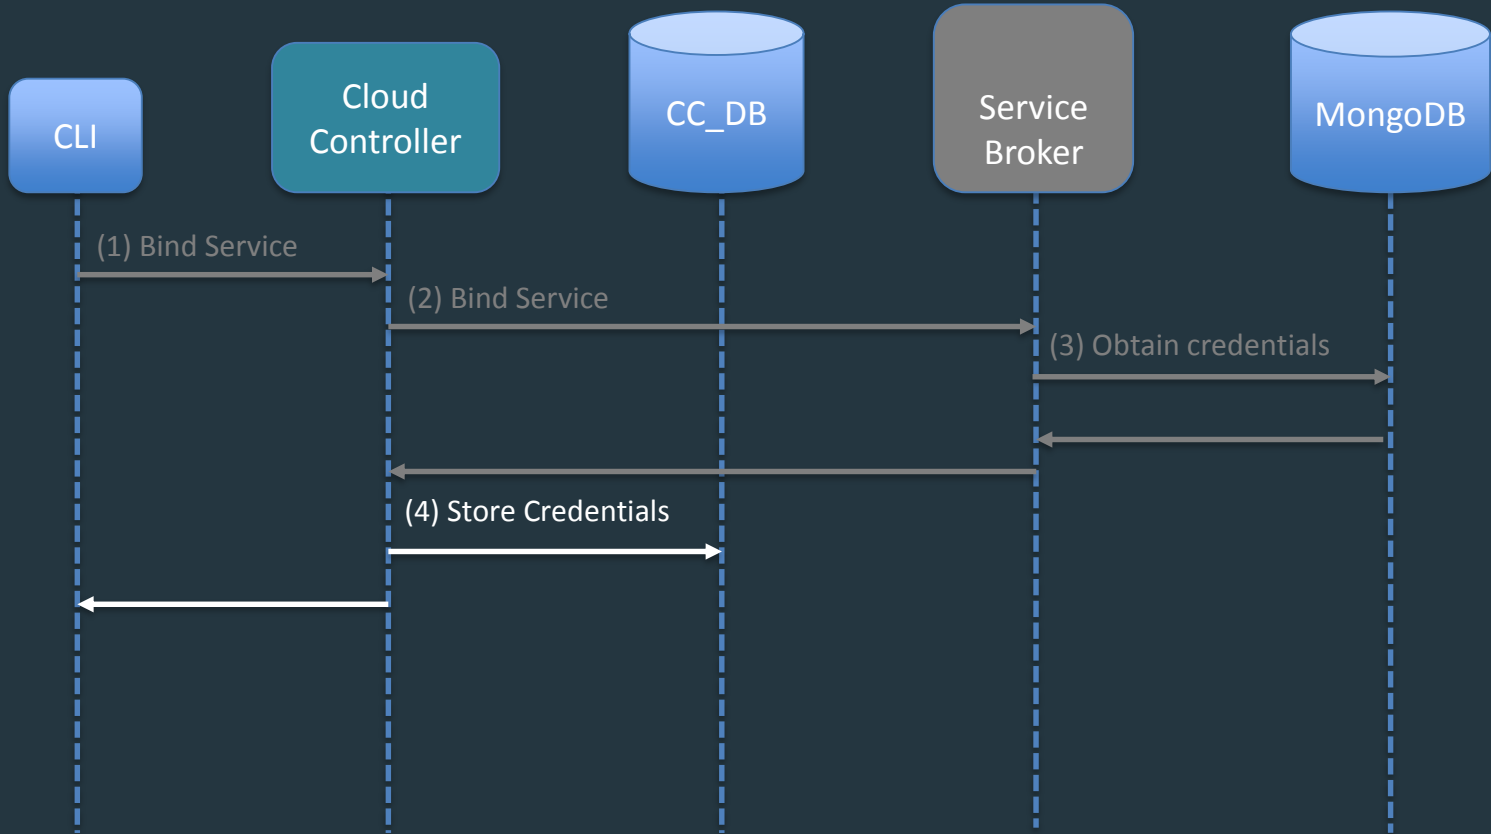 CLI
Cloud
Controller
CC_DB
Service
Broker
MongoDB
(1) Bind Service
(2) Bind Service
(3) Obtain credentials
(4) Store Credentials